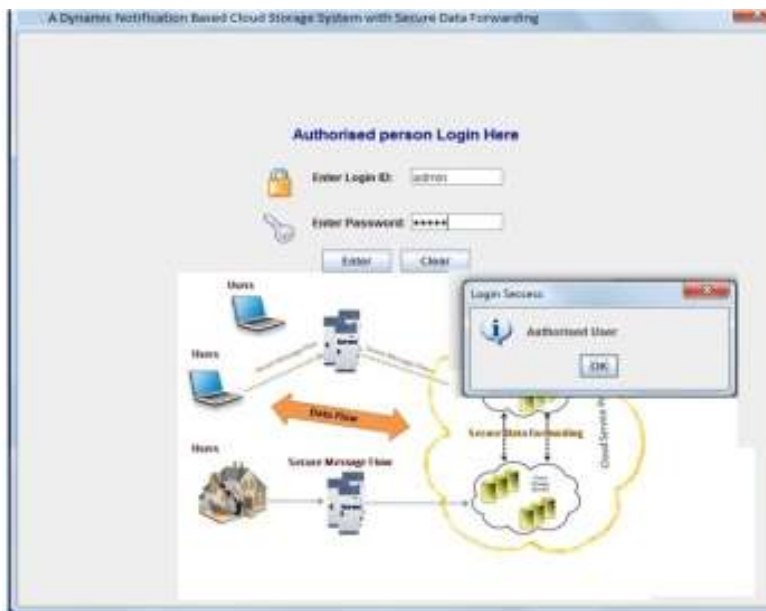 A Dynamic Notification Based Cloud Storage System with Secure Data Forwarding
Authorised person Login Here
Enter Login ID: admin
Enter Password: *****
Enter Clear
Users
Login Success
Authorised User
OK
Users
Data Flow
Secure Data Forwarding
Users
Secure Message Flow
Cloud Service